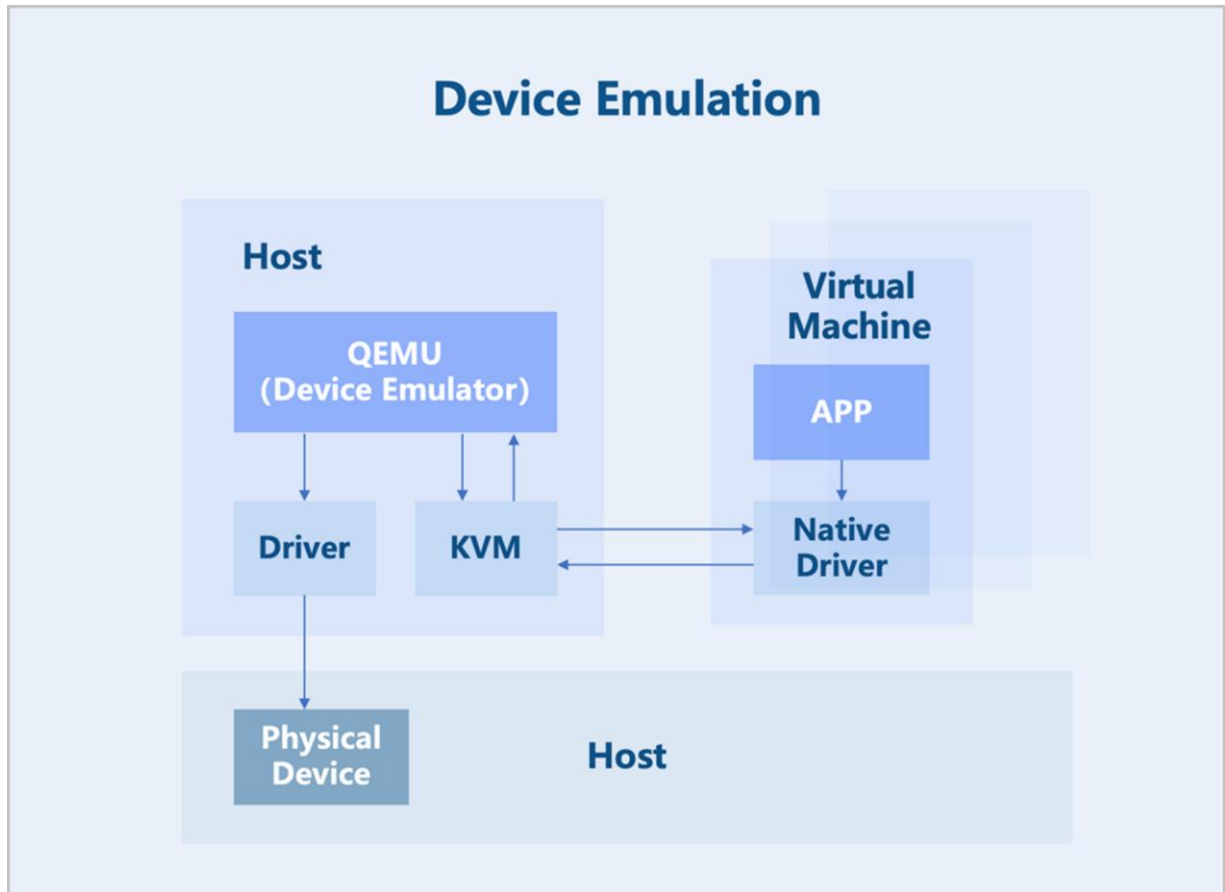 Device Emulation
Host
QEMU
(Device Emulator)
Driver
KVM
Virtual
Machine
APP
Native
Driver
Physical
Device
Host